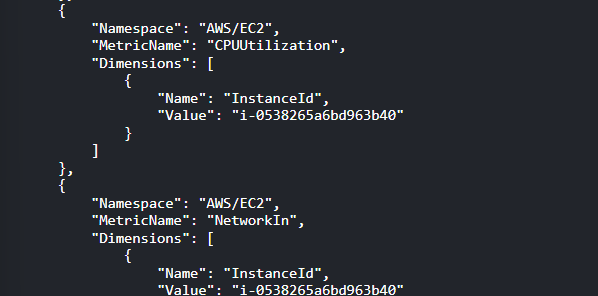 },
{
"Namespace": "AWS/EC2",
"MetricName": "CPUUtilization",
"Dimensions": [
{
"Name": "InstanceId",
"Value": "i-0538265a6bd963b40"
}
]
},
{
"Namespace": "AWS/EC2",
"MetricName": "NetworkIn",
"Dimensions": [
{
"Name": "InstanceId",
"Value": "i-0538265a6bd963b40"